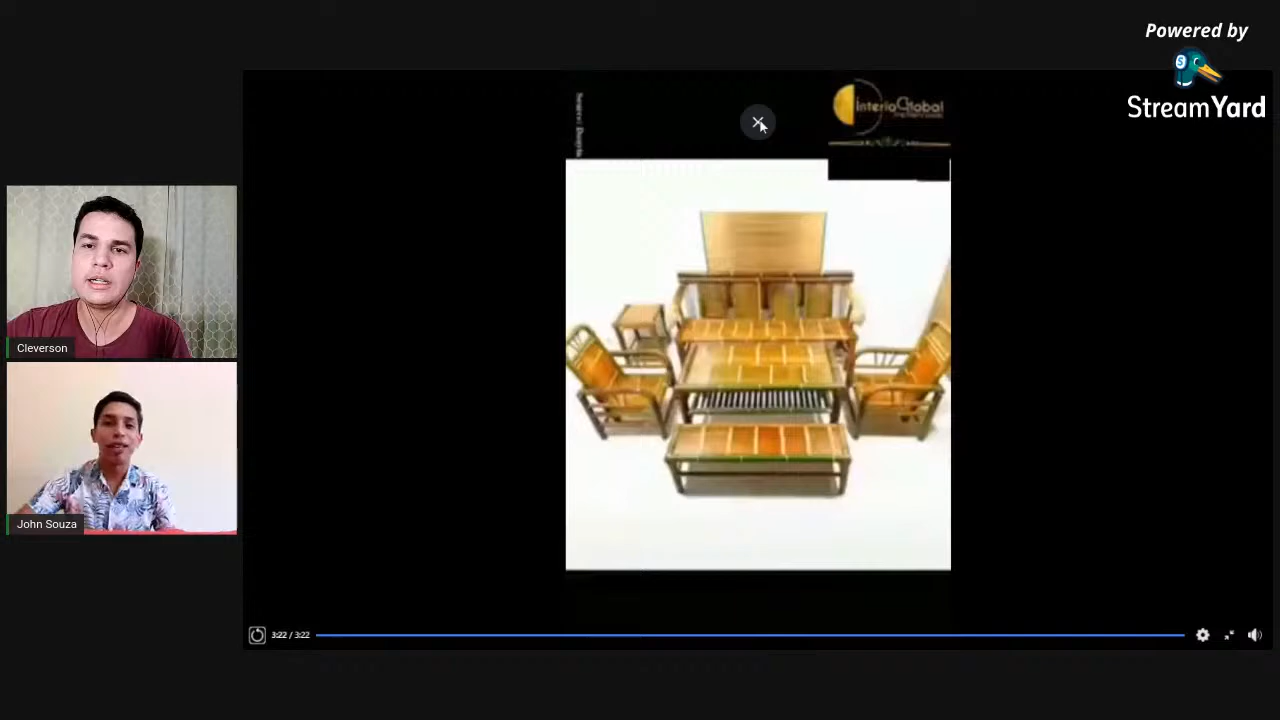 Powered by
StreamYard
InterioGlobal
Cleverson
John Souza
3:22 / 3:22